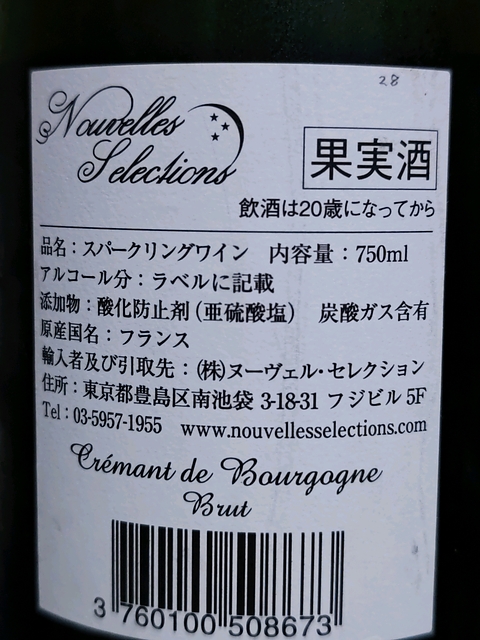 28
Nouvelles
Selections
果実酒
飲酒は20歳になってから
品名：スパークリングワイン　内容量：750ml
アルコール分：ラベルに記載
添加物：酸化防止剤（亜硫酸塩）　炭酸ガス含有
原産国名：フランス
輸入者及び引取先：(株)ヌーヴェル・セレクション
住所：東京都豊島区南池袋 3-18-31 フジビル 5F
Tel：03-5957-1955　www.nouvellesselections.com
Crémant de Bourgogne
Brut
3 760100 508673